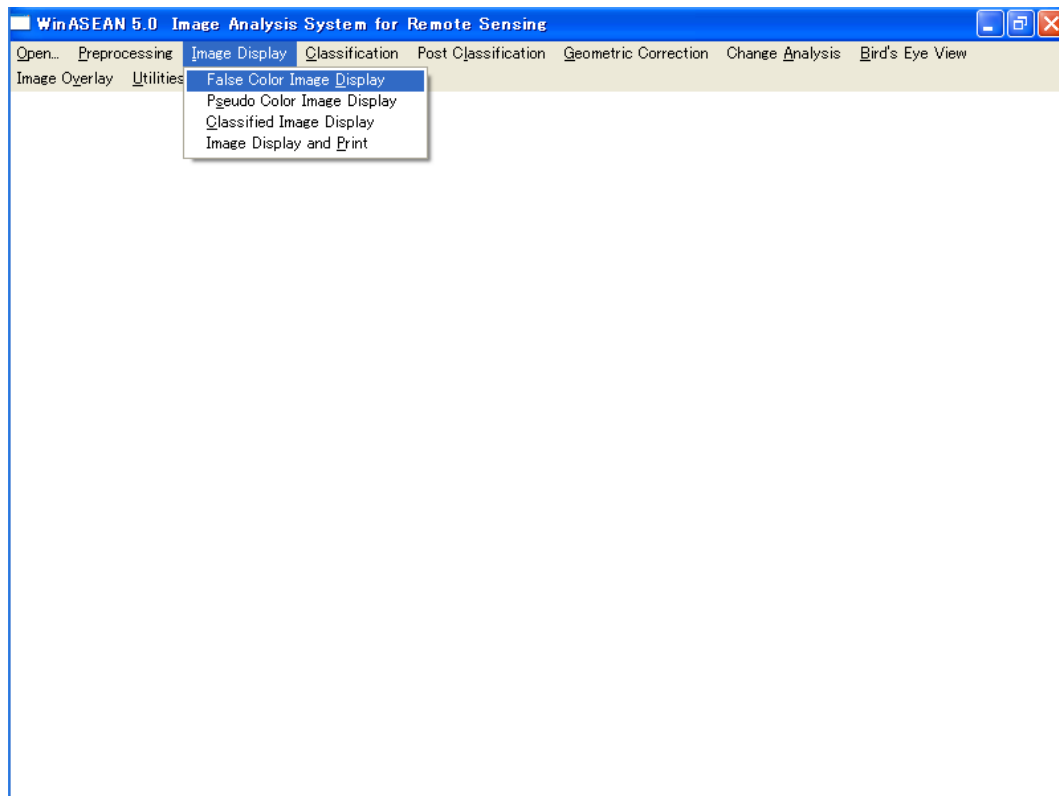 WinASEAN 5.0 Image Analysis System for Remote Sensing
Open... Preprocessing Image Display Classification Post Classification Geometric Correction Change Analysis Bird's Eye View
Image Overlay Utilities
False Color Image Display
Pseudo Color Image Display
Classified Image Display
Image Display and Print